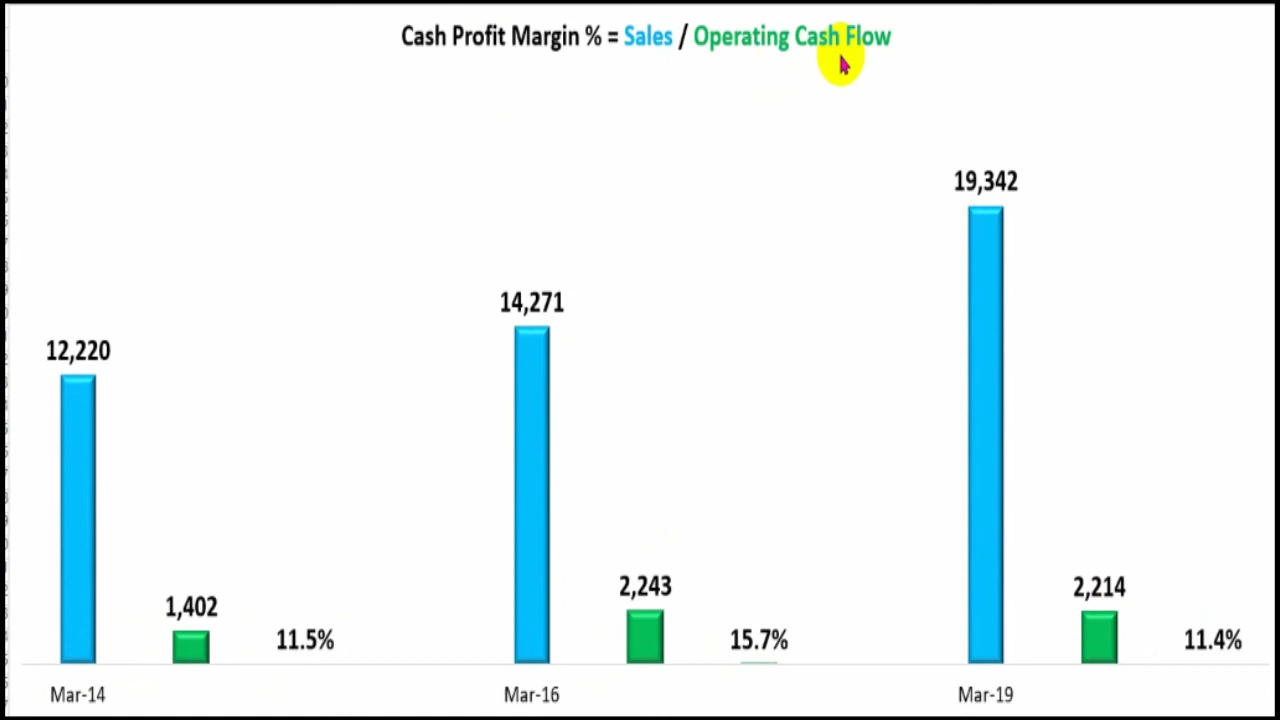 Cash Profit Margin % = Sales / Operating Cash Flow
19,342
14,271
12,220
2,243
2,214
1,402
11.5%
15.7%
11.4%
Mar-14
Mar-16
Mar-19